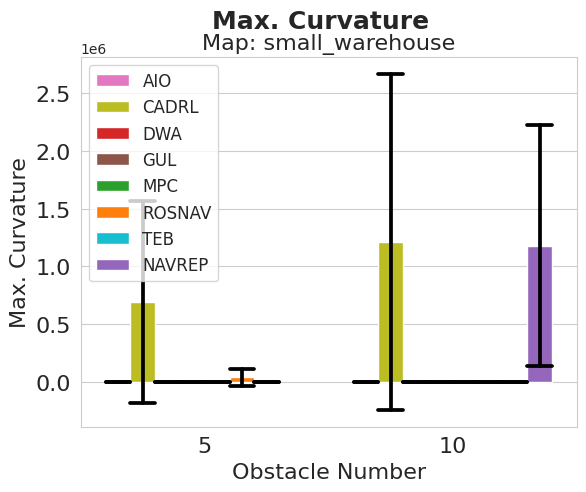 Max. Curvature
Map: small_warehouse
1e6
AIO
CADRL
DWA
GUL
MPC
ROSNAV
TEB
NAVREP
Max. Curvature
2.5
2.0
1.5
1.0
0.5
0.0
5 10
Obstacle Number